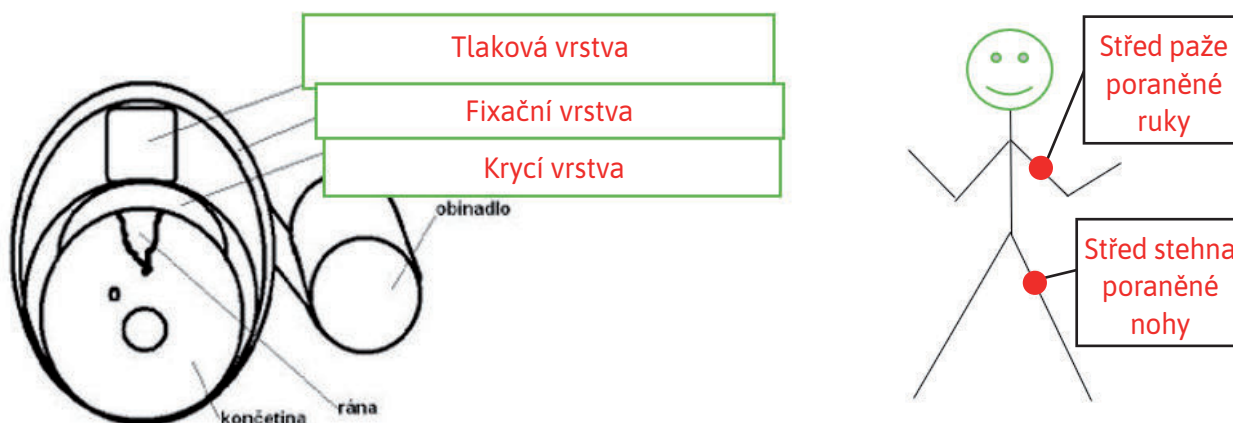 Tlaková vrstva
Fixační vrstva
Krycí vrstva
obinadlo
rána
končetina
Střed paže
poraněné
ruky
Střed stehna
poraněné
nohy